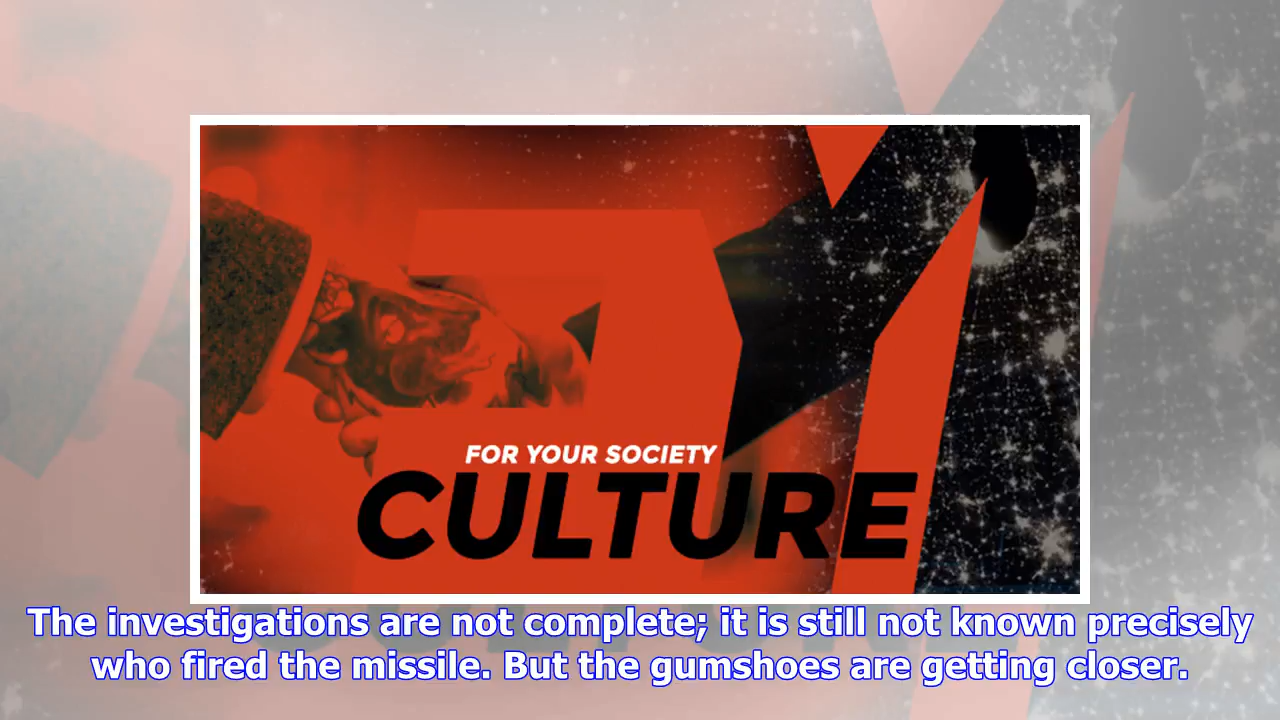 FOR YOUR SOCIETY
CULTURE
The investigations are not complete; it is still not known precisely
who fired the missile. But the gumshoes are getting closer.